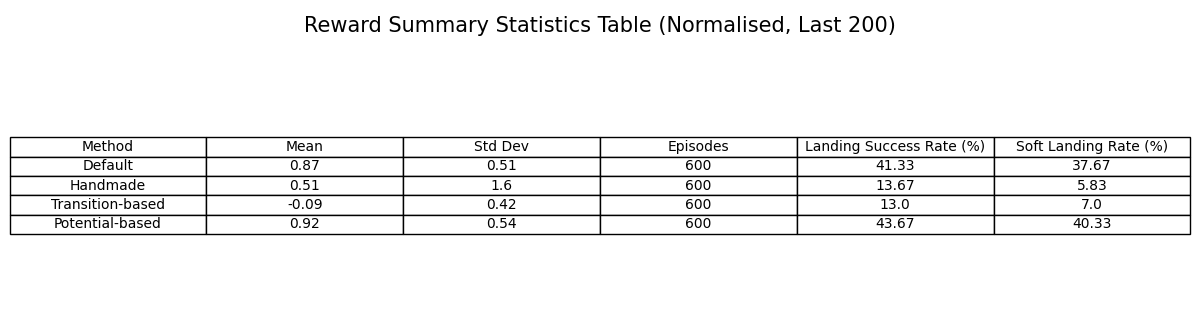 Reward Summary Statistics Table (Normalised, Last 200)
Method Mean Std Dev Episodes Landing Success Rate (%) Soft Landing Rate (%)
Default 0.87 0.51 600 41.33 37.67
Handmade 0.51 1.6 600 13.67 5.83
Transition-based -0.09 0.42 600 13.0 7.0
Potential-based 0.92 0.54 600 43.67 40.33